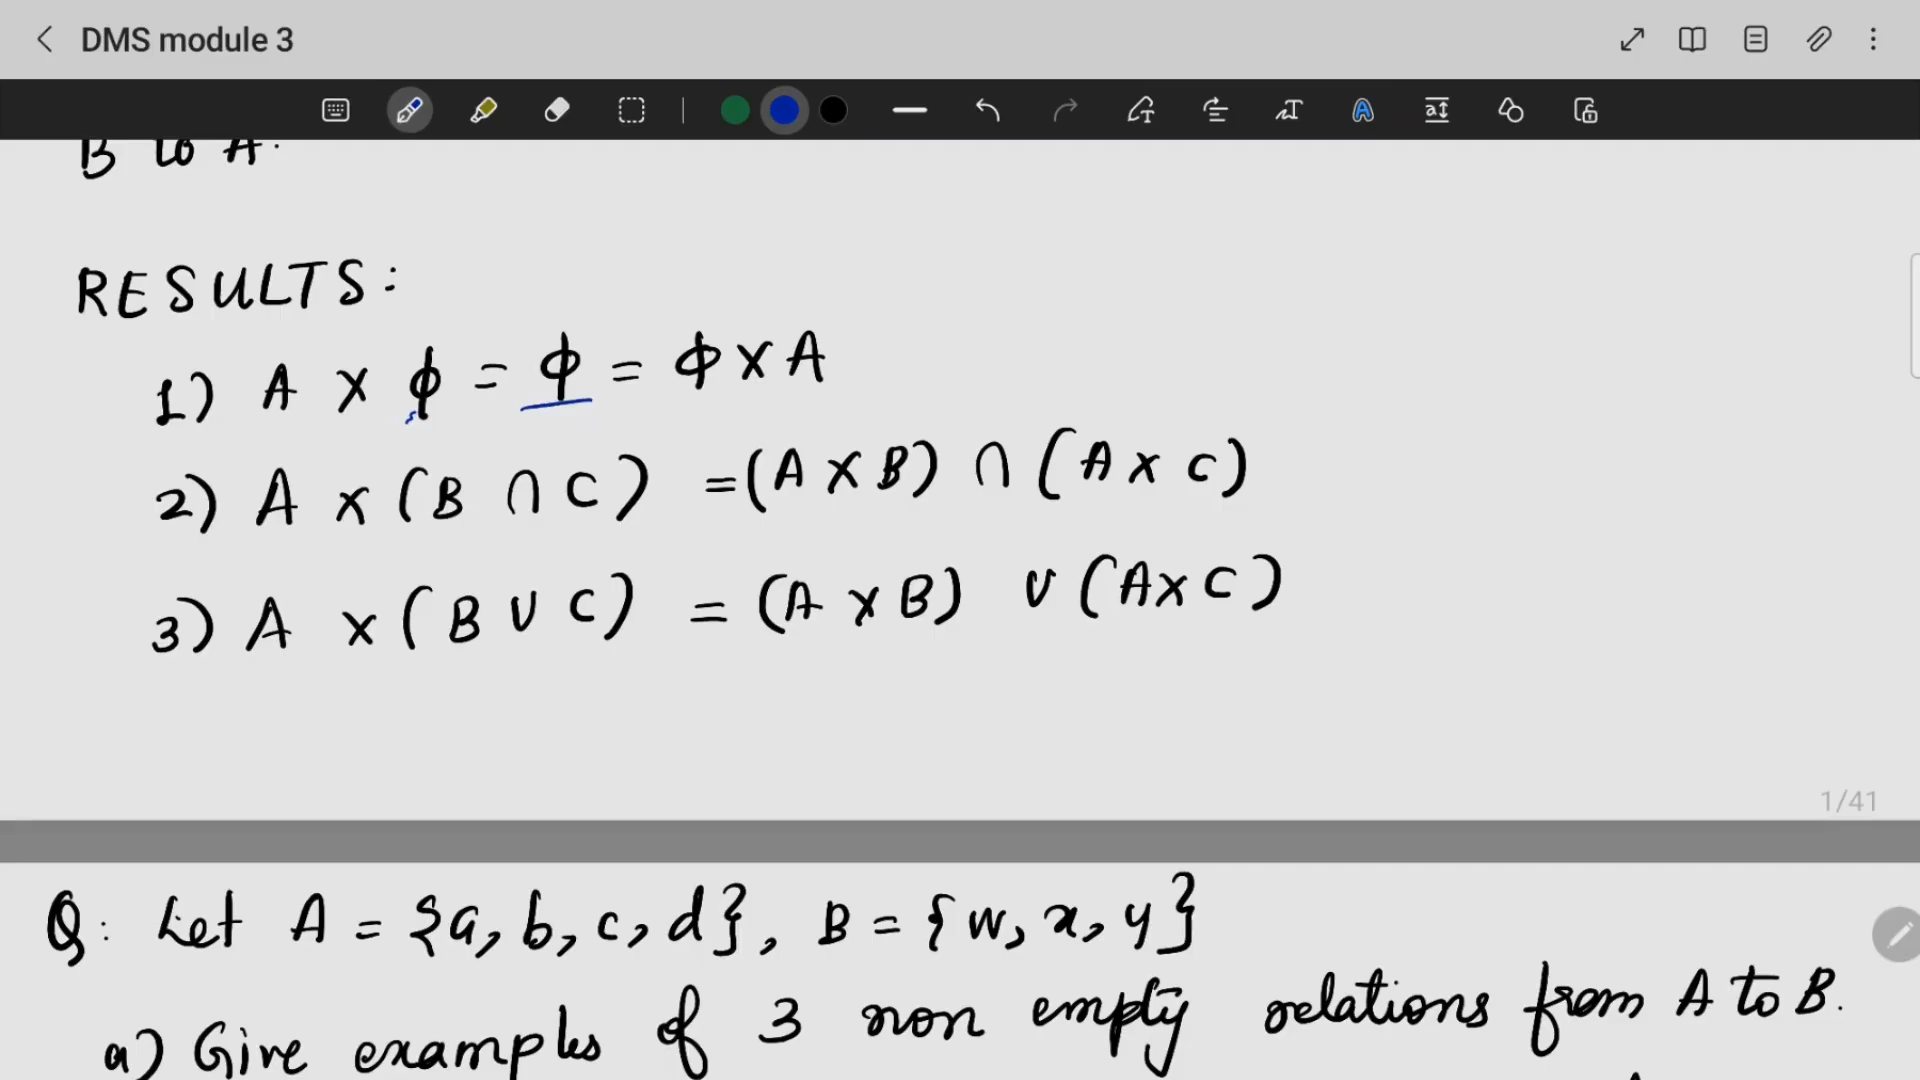 DMS module 3
B to A.
RESULTS:
1) A X ϕ = ϕ = ϕ X A
2) A x (B ∩ C) = (A X B) ∩ (A x C)
3) A x (B ∪ C) = (A x B) ∪ (A x C)
1/41
Q: Let A = {a, b, c, d}, B = {w, x, y}
a) Give examples of 3 non empty relations from A to B.